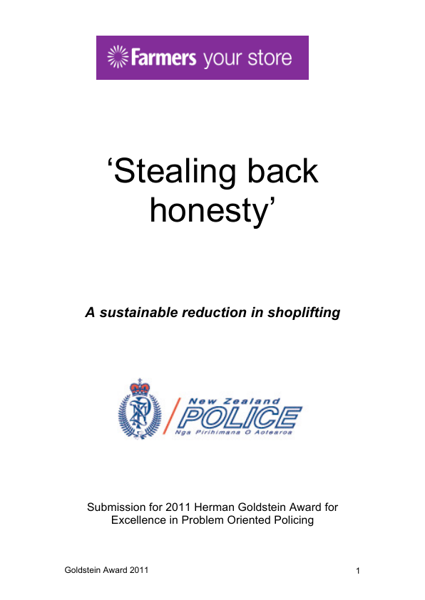 Farmers your store
‘Stealing back
honesty’
A sustainable reduction in shoplifting
New Zealand
POLICE
Nga Pirihimana O Aotearoa
Submission for 2011 Herman Goldstein Award for
Excellence in Problem Oriented Policing
Goldstein Award 2011 1